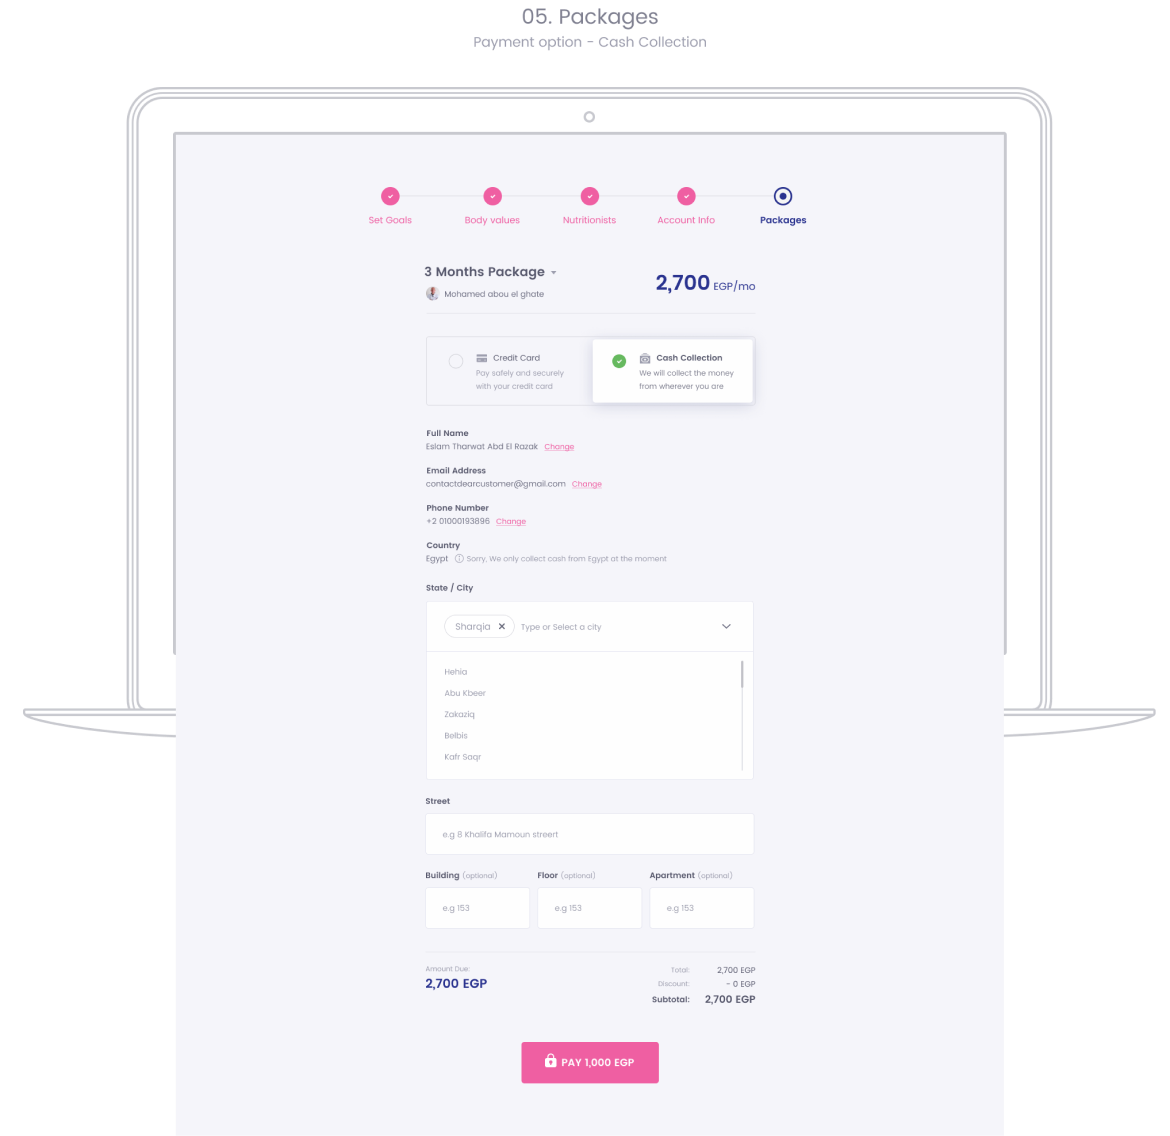 05. Packages
Payment option - Cash Collection
Set Goals
Body values
Nutritionists
Account Info
Packages
3 Months Package
Mohamed abou el ghate
2,700 EGP/mo
Credit Card
Pay safely and securely
with your credit card
Cash Collection
We will collect the money
from wherever you are
Full Name
Eslam Tharwat Abd El Razak Change
Email Address
contactdearcustomer@gmail.com Change
Phone Number
+2 01000193896 Change
Country
Egypt Sorry, We only collect cash from Egypt at the moment
State / City
Sharqia Type or Select a city
Hehia
Abu Kbeer
Zakaziq
Belbis
Kafr Saqr
Street
e.g 8 Khalifa Mamoun streert
Building (optional) Floor (optional) Apartment (optional)
e.g 153 e.g 153 e.g 153
Amount Due:
2,700 EGP
Total: 2,700 EGP
Discount: - 0 EGP
Subtotal: 2,700 EGP
PAY 1,000 EGP